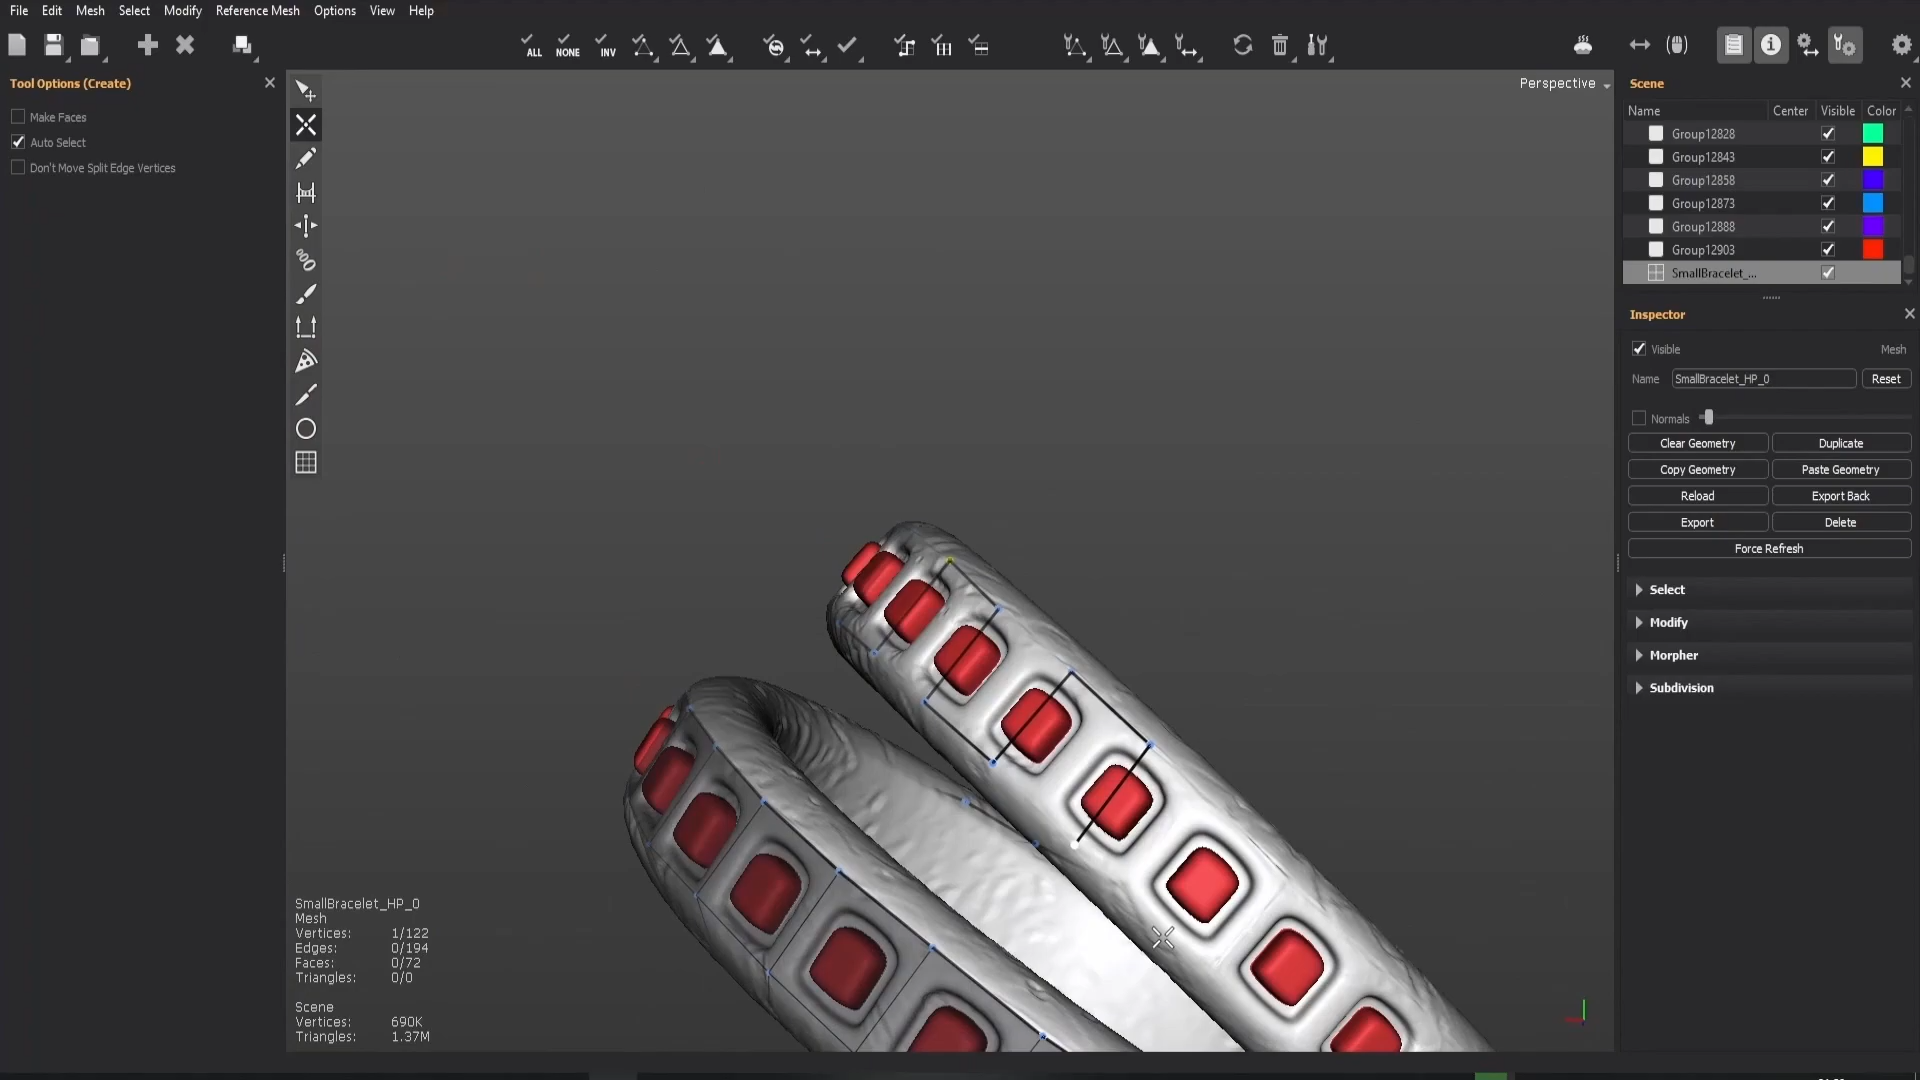 File Edit Mesh Select Modify Reference Mesh Options View Help
ALL NONE INV
Tool Options (Create)
Make Faces
Auto Select
Don't Move Split Edge Vertices
Perspective
Scene
Name Center Visible Color
Group12828
Group12843
Group12858
Group12873
Group12888
Group12903
SmallBracelet_...
Inspector
Visible Mesh
Name SmallBracelet_HP_0 Reset
Normals
Clear Geometry Duplicate
Copy Geometry Paste Geometry
Reload Export Back
Export Delete
Force Refresh
Select
Modify
Morpher
Subdivision
SmallBracelet_HP_0
Mesh
Vertices: 1/122
Edges: 0/194
Faces: 0/72
Triangles: 0/0
Scene
Vertices: 690K
Triangles: 1.37M